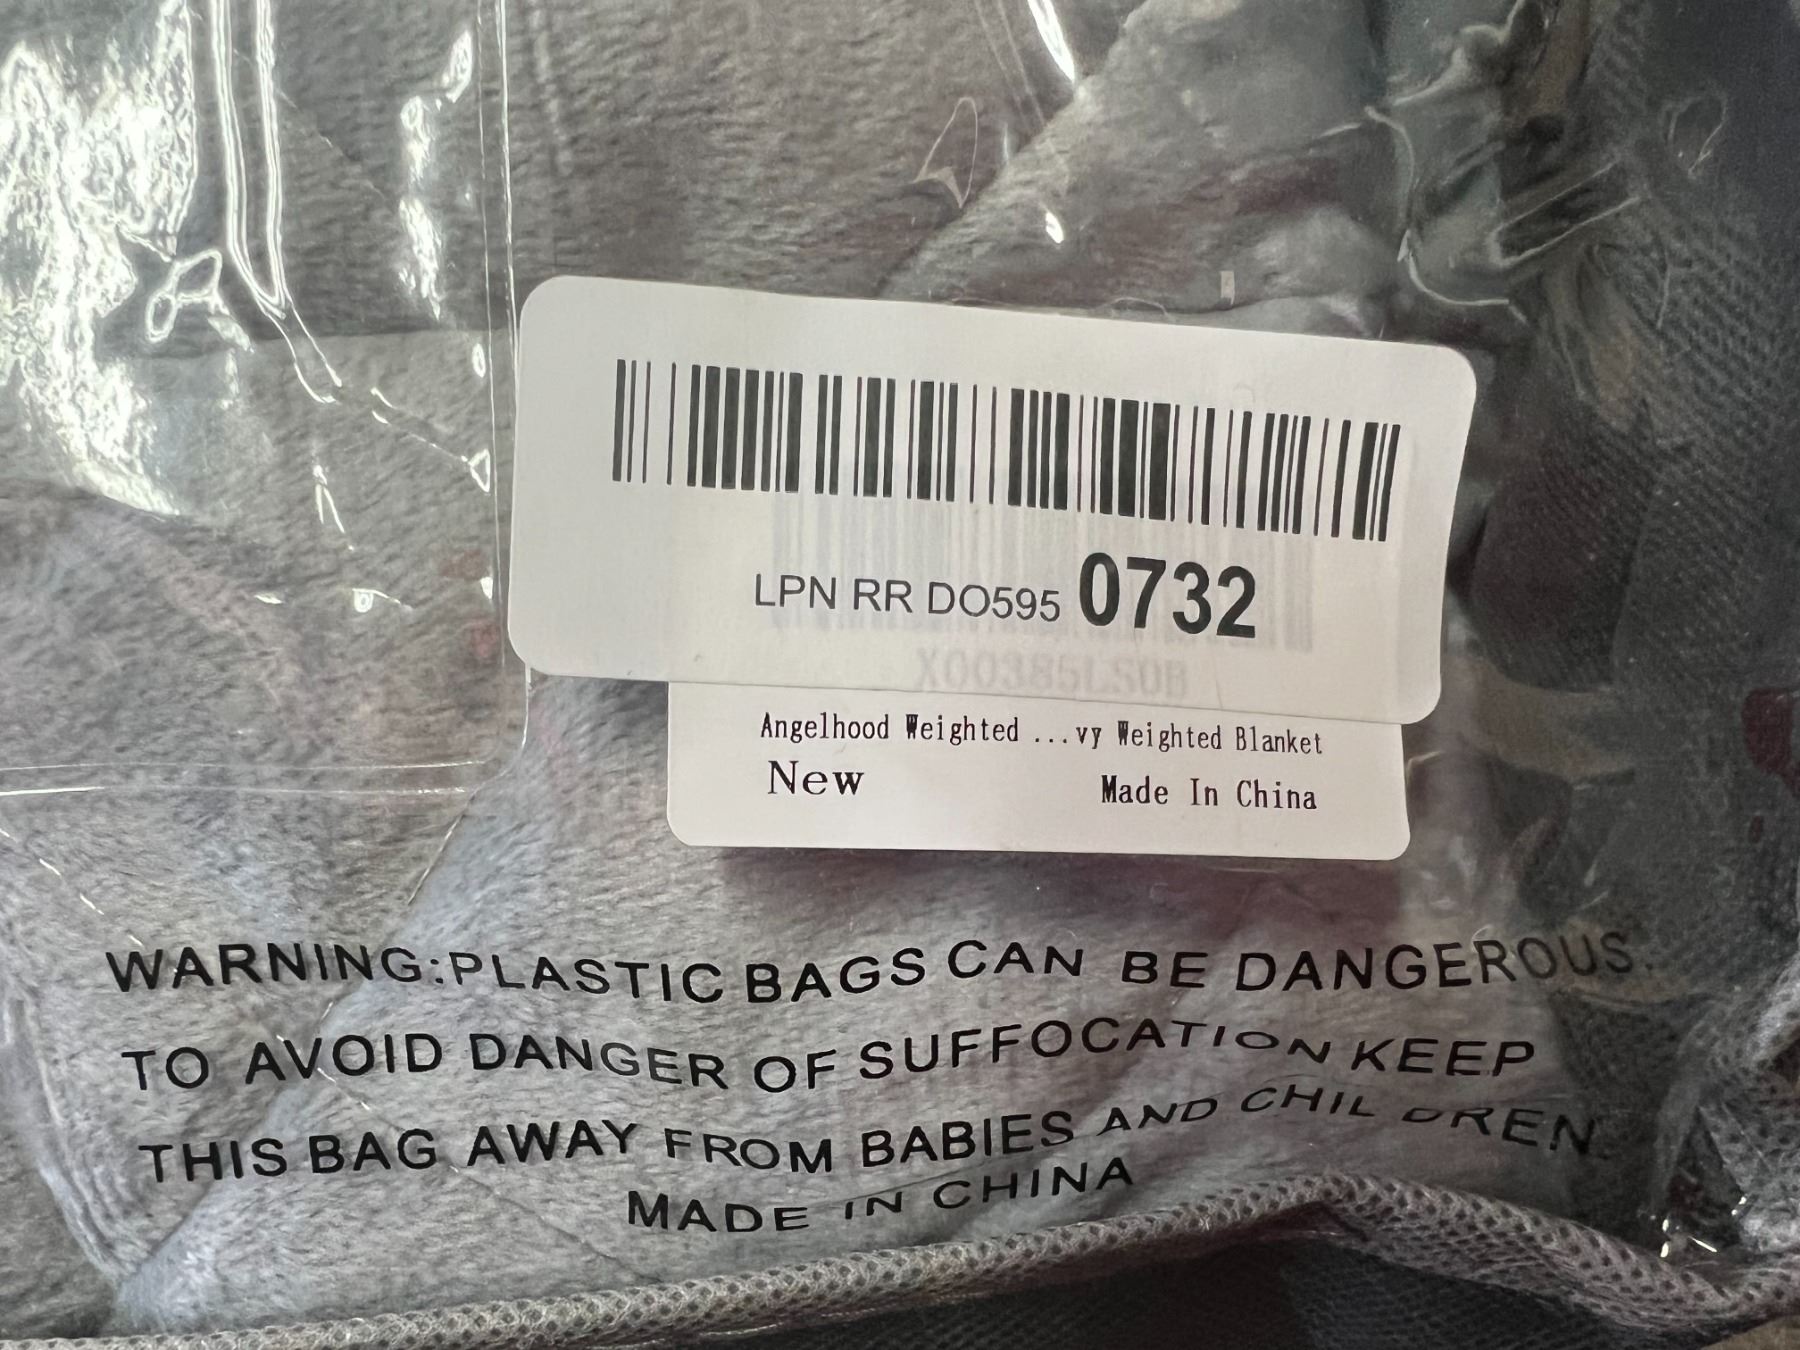 LPN RR DO595 0732
X00385LS0B
Angelhood Weighted ...vy Weighted Blanket
New Made In China
WARNING:PLASTIC BAGS CAN BE DANGEROUS.
TO AVOID DANGER OF SUFFOCATION KEEP
THIS BAG AWAY FROM BABIES AND CHILDREN.
MADE IN CHINA